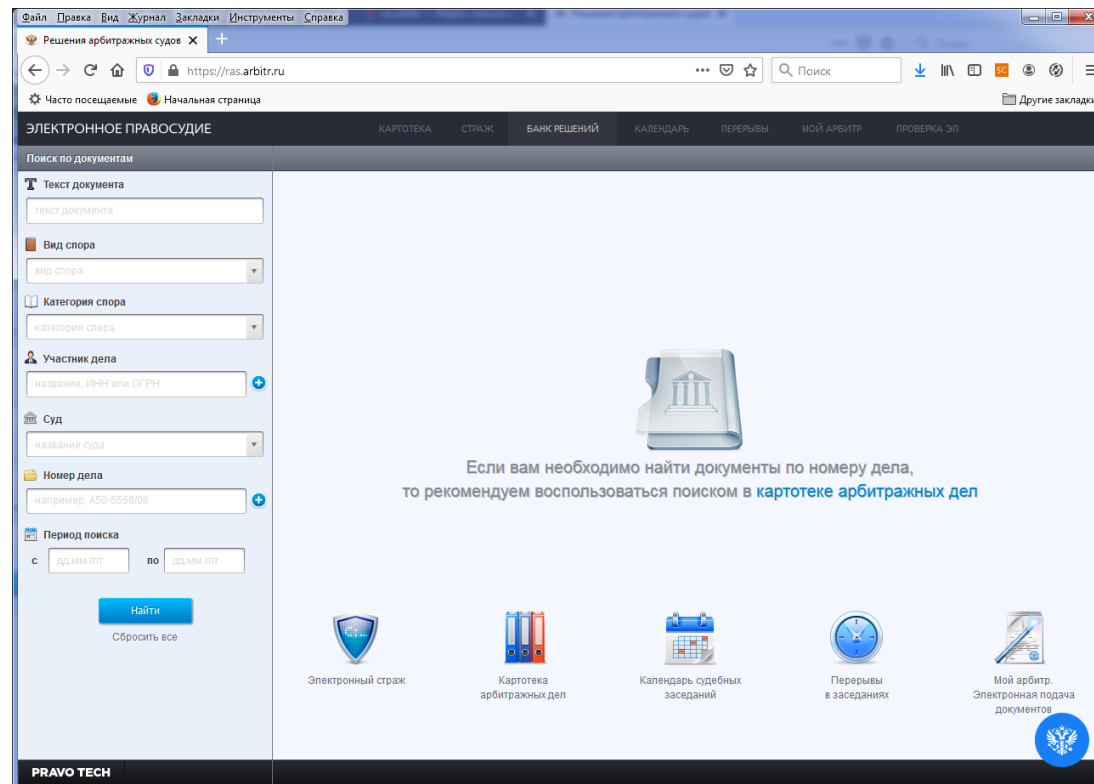 Файл Правка Вид Журнал Закладки Инструменты Справка
Решения арбитражных судов
https://ras.arbitr.ru
Поиск
SC
Часто посещаемые Начальная страница Другие закладки
ЭЛЕКТРОННОЕ ПРАВОСУДИЕ КАРТОТЕКА СТРАЖ БАНК РЕШЕНИЙ КАЛЕНДАРЬ ПЕРЕРЫВЫ МОЙ АРБИТР ПРОВЕРКА ЭП
Поиск по документам
Текст документа
текст документа
Вид спора
вид спора
Категория спора
категория спора
Участник дела
название, ИНН или ОГРН
Суд
название суда
Номер дела
например, А50-5568/08
Период поиска
с дд.мм.гггг по дд.мм.гггг
Найти
Сбросить все
Если вам необходимо найти документы по номеру дела,
то рекомендуем воспользоваться поиском в картотеке арбитражных дел
Электронный страж
Картотека
арбитражных дел
Календарь судебных
заседаний
Перерывы
в заседаниях
Мой арбитр.
Электронная подача
документов
PRAVO TECH